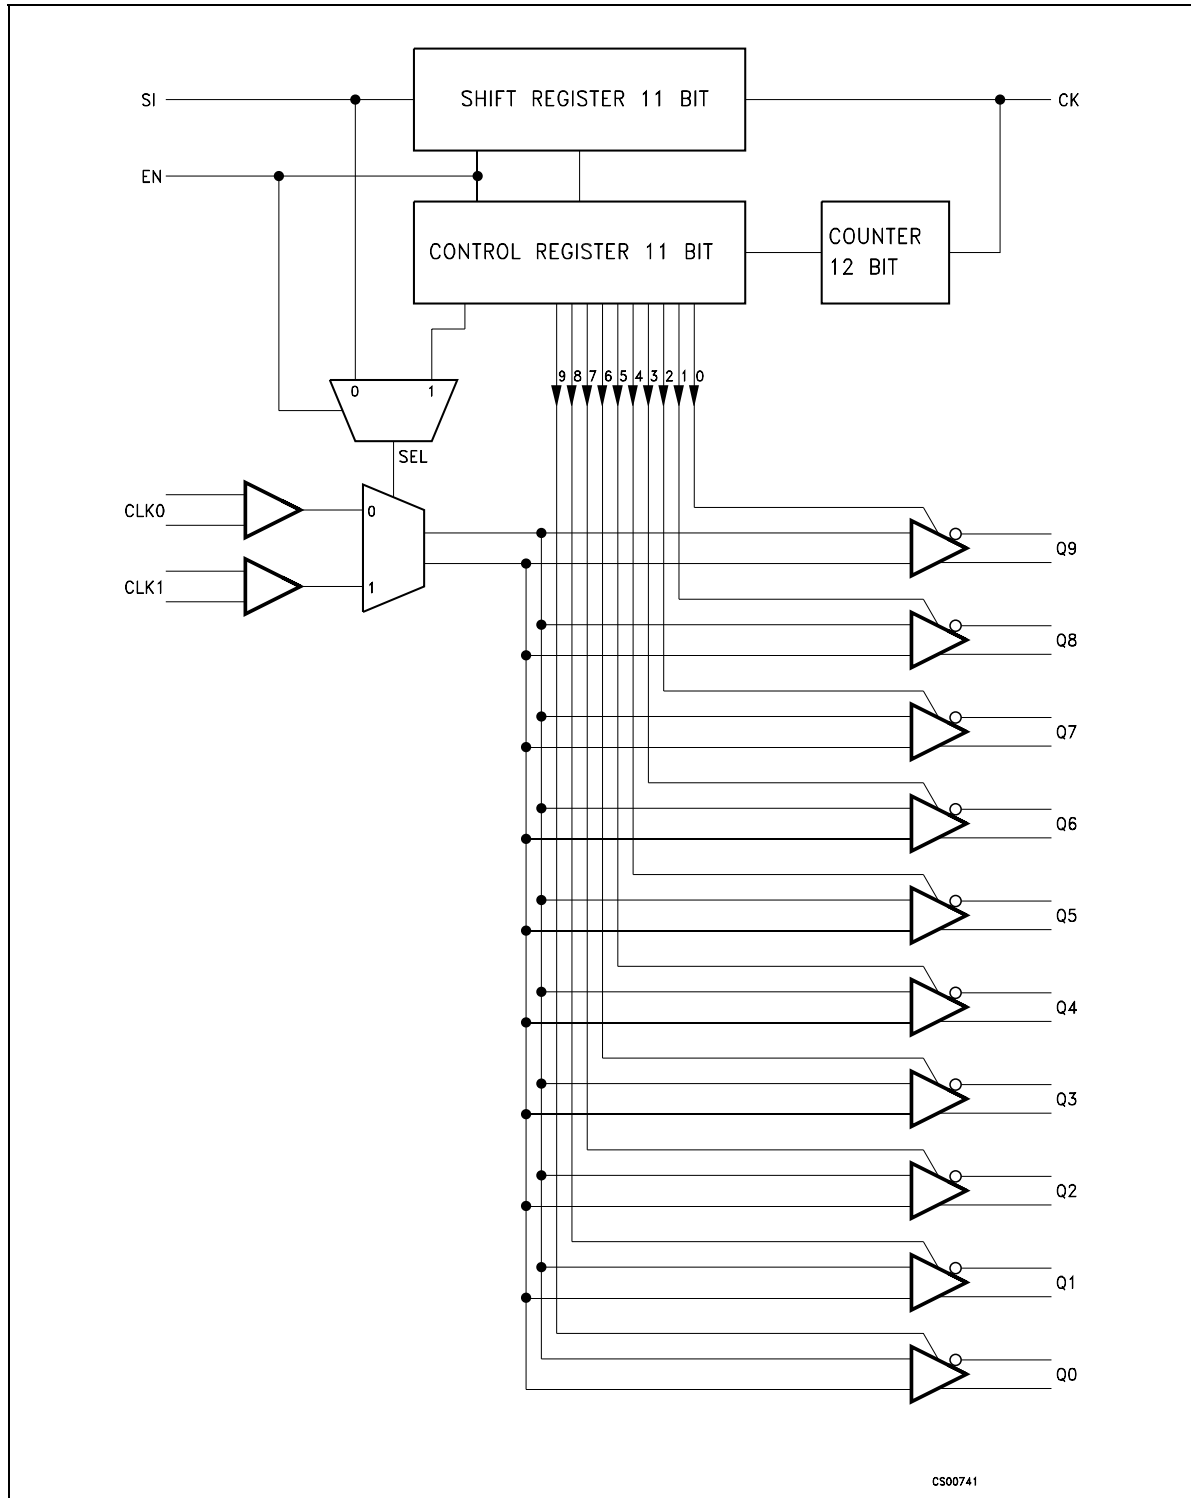 SI
SHIFT REGISTER 11 BIT
CK
EN
CONTROL REGISTER 11 BIT
COUNTER
12 BIT
9 8 7 6 5 4 3 2 1 0
0 1
SEL
CLK0
0
CLK1
1
Q9
Q8
Q7
Q6
Q5
Q4
Q3
Q2
Q1
Q0
CS00741